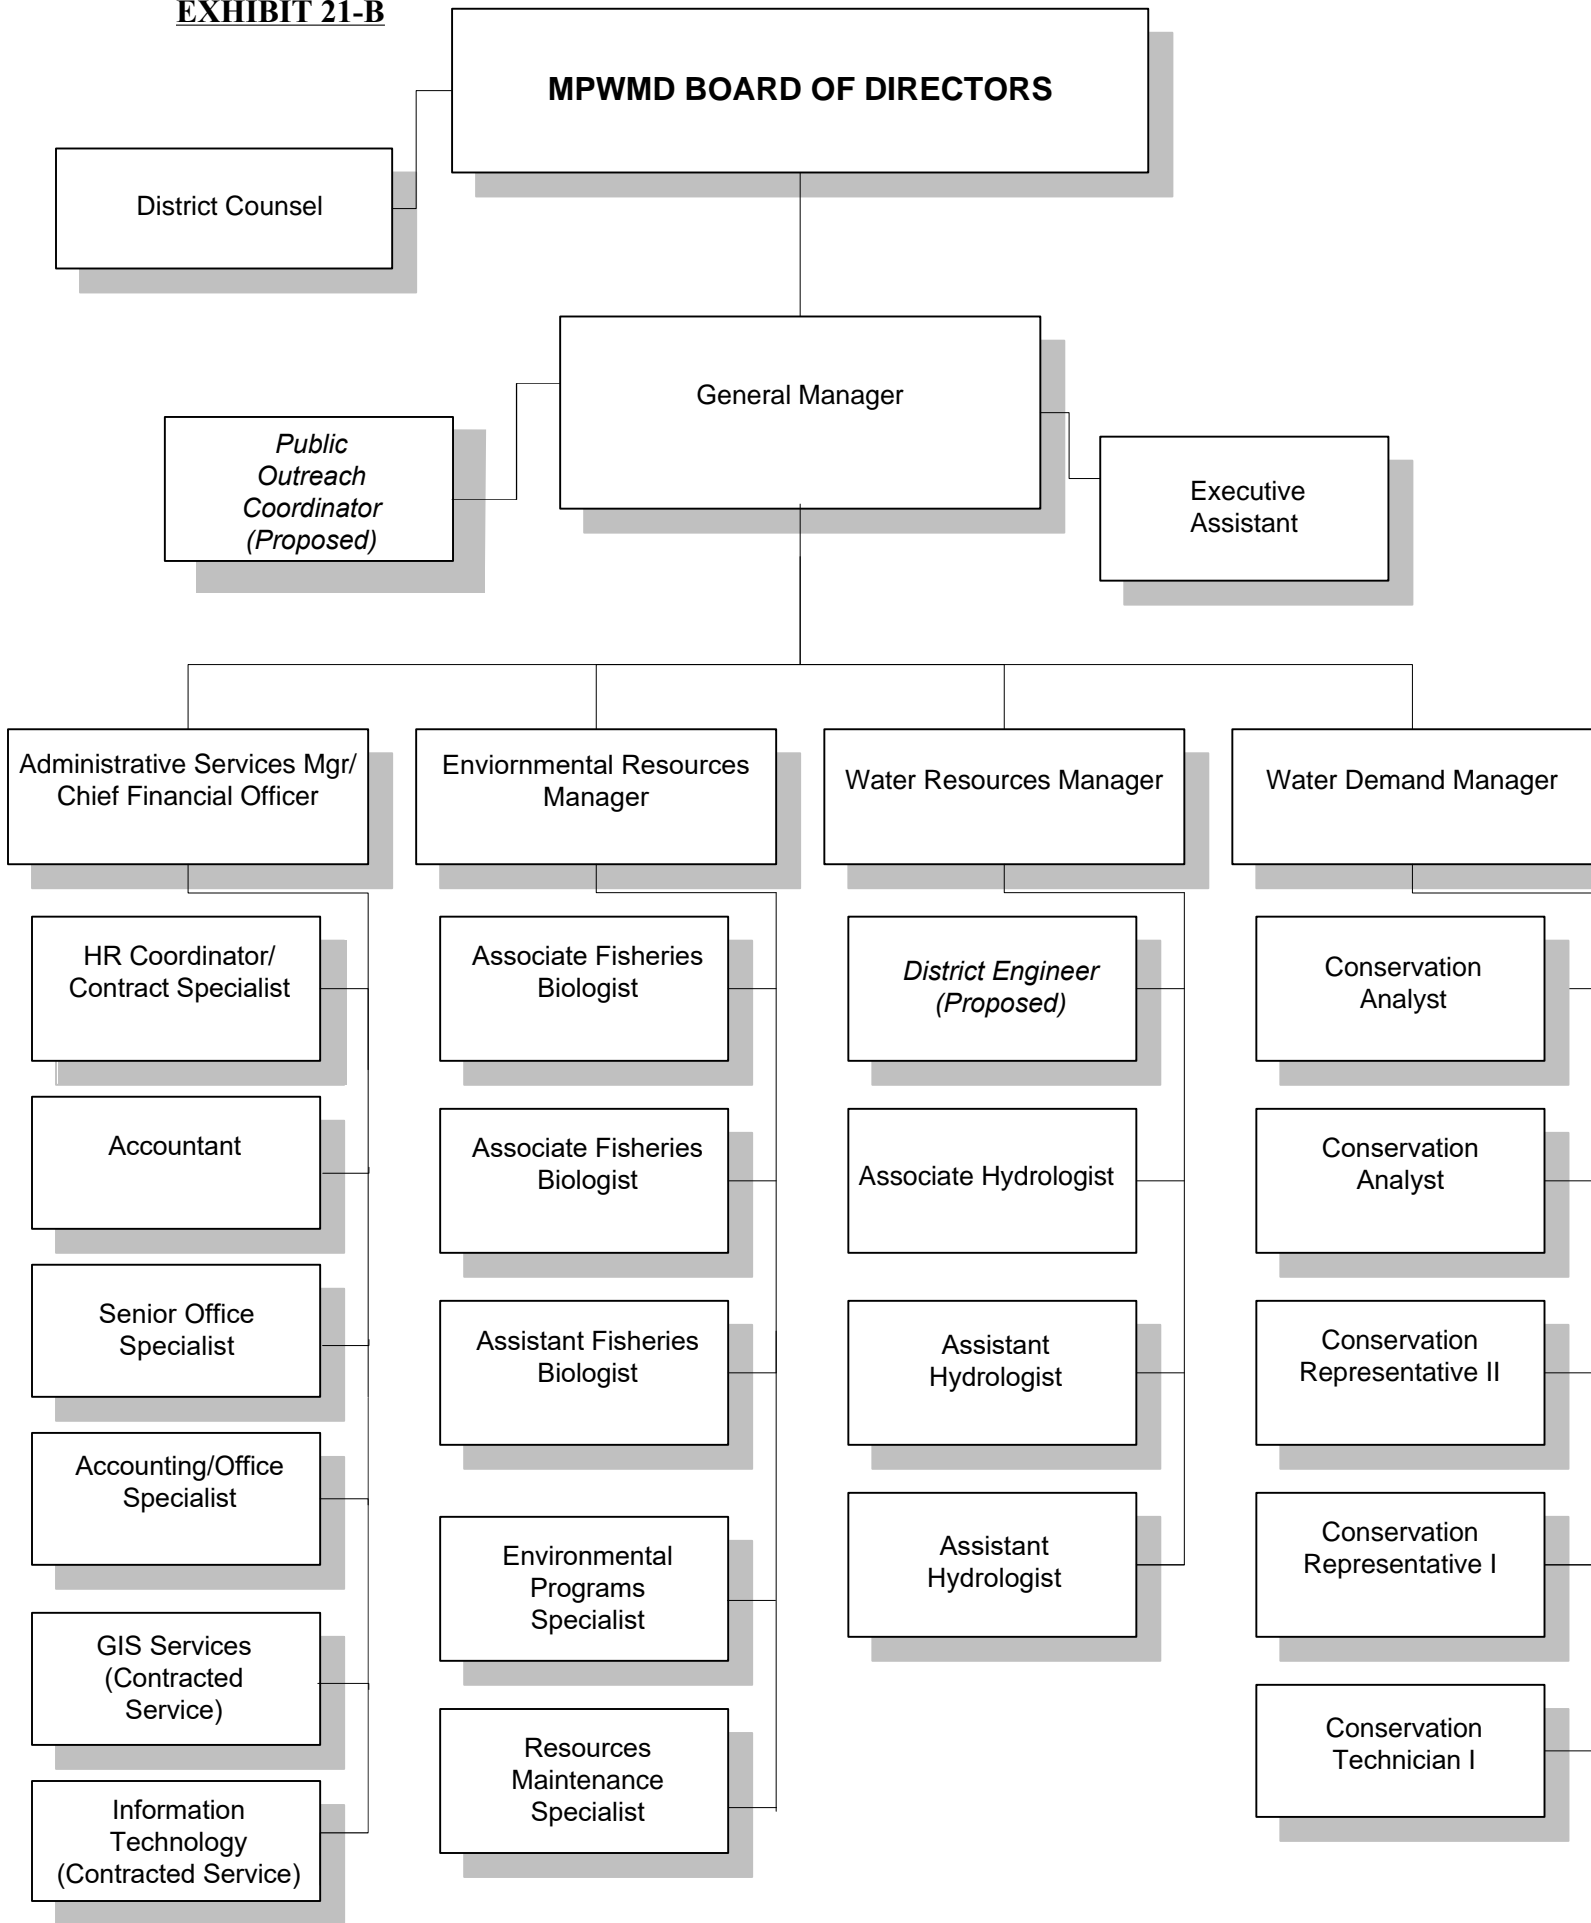 EXHIBIT 21-B
MPWMD BOARD OF DIRECTORS
District Counsel
General Manager
Public
Outreach
Coordinator
(Proposed)
Executive
Assistant
Administrative Services Mgr/
Chief Financial Officer
Enviornmental Resources
Manager
Water Resources Manager
Water Demand Manager
HR Coordinator/
Contract Specialist
Accountant
Senior Office
Specialist
Accounting/Office
Specialist
GIS Services
(Contracted
Service)
Information
Technology
(Contracted Service)
Associate Fisheries
Biologist
Associate Fisheries
Biologist
Assistant Fisheries
Biologist
Environmental
Programs
Specialist
Resources
Maintenance
Specialist
District Engineer
(Proposed)
Associate Hydrologist
Assistant
Hydrologist
Assistant
Hydrologist
Conservation
Analyst
Conservation
Analyst
Conservation
Representative II
Conservation
Representative I
Conservation
Technician I